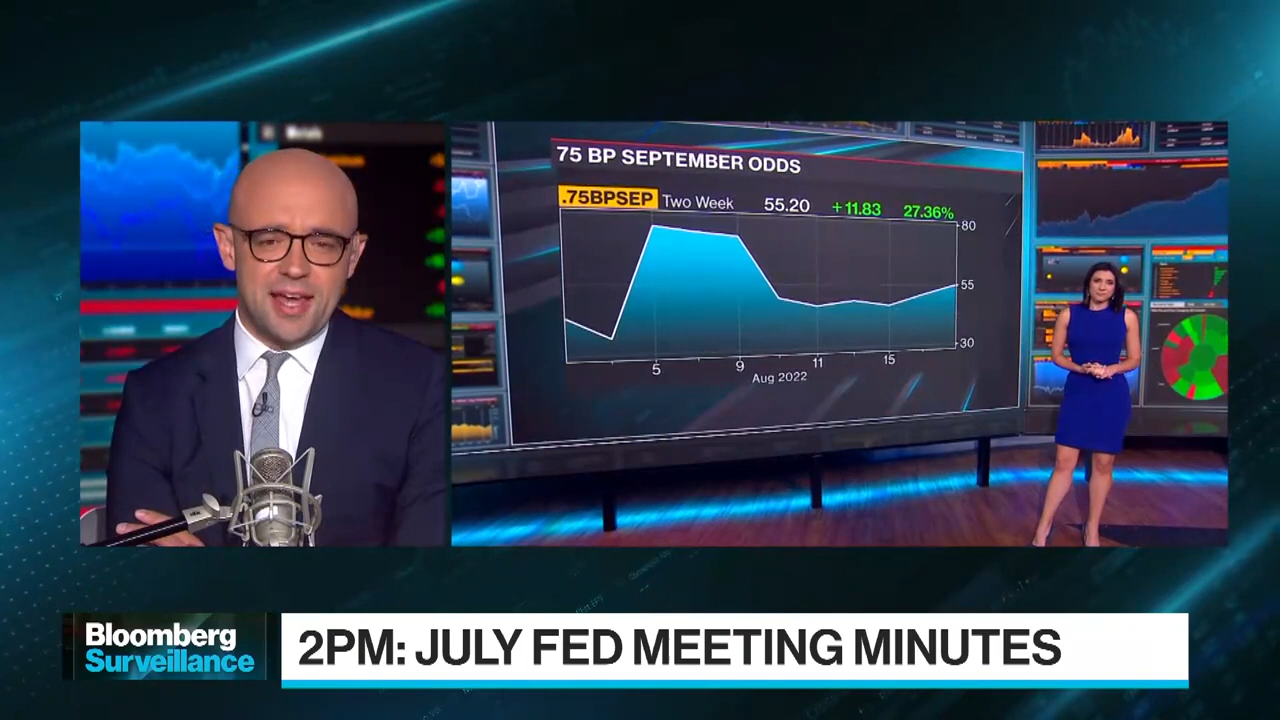 75 BP SEPTEMBER ODDS
.75BPSEP Two Week 55.20 +11.83 27.36%
80
55
30
5 9 11 15
Aug 2022
Bloomberg
Surveillance
2PM: JULY FED MEETING MINUTES